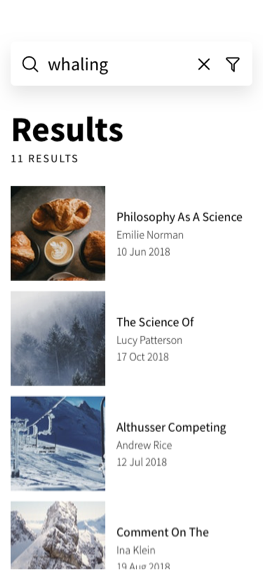 whaling
Results
11 RESULTS
Philosophy As A Science
Emilie Norman
10 Jun 2018
The Science Of
Lucy Patterson
17 Oct 2018
Althusser Competing
Andrew Rice
12 Jul 2018
Comment On The
Ina Klein
19 Aug 2018